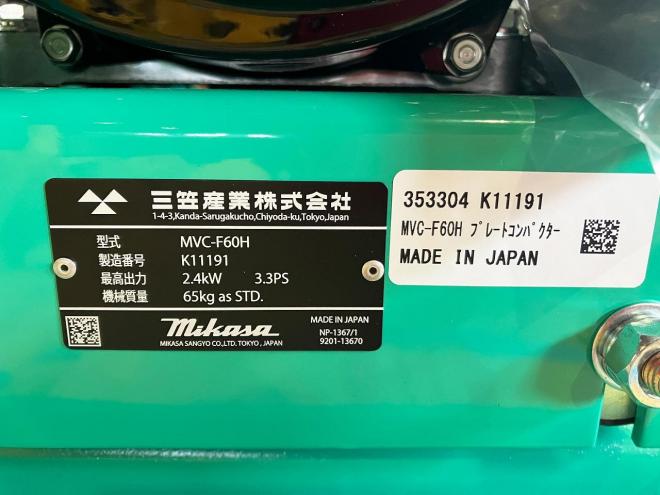 三笠産業株式会社
1-4-3,Kanda-Sarugakucho,Chiyoda-ku,Tokyo,Japan
型式 MVC-F60H
製造番号 K11191
最高出力 2.4kW 3.3PS
機械質量 65kg as STD.
mikasa
MIKASA SANGYO CO.,LTD. TOKYO, JAPAN
MADE IN JAPAN
NP-1367/1
9201-13670
353304 K11191
MVC-F60H プレートコンパクター
MADE IN JAPAN